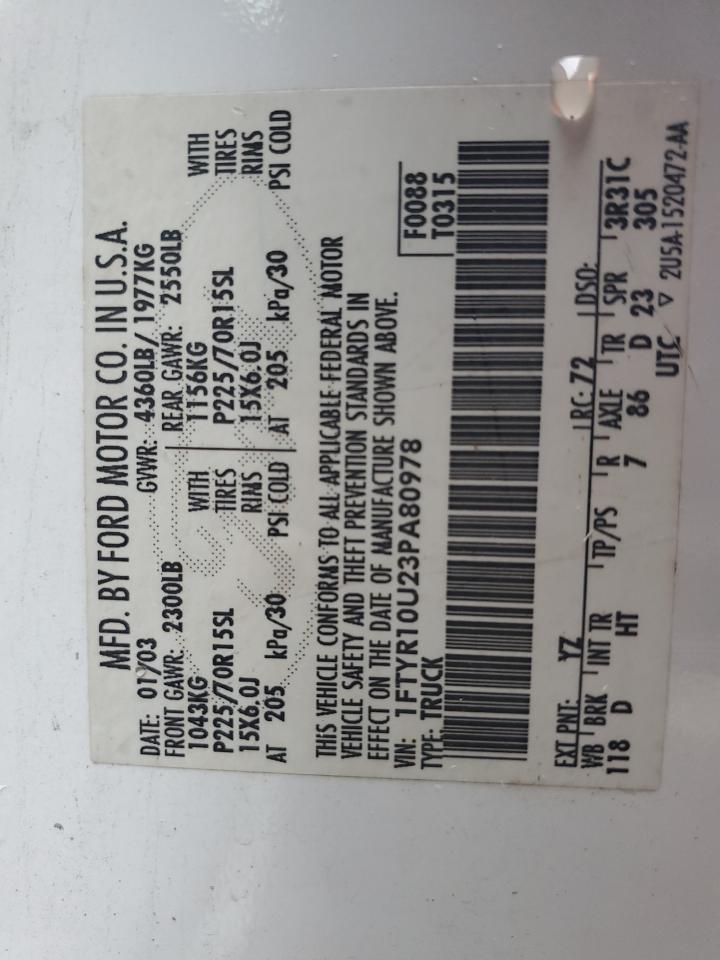 MFD. BY FORD MOTOR CO. IN U.S.A.
DATE: 01/03 GVWR: 4360LB/ 1977KG
FRONT GAWR: 2300LB REAR GAWR: 2550LB
1043KG WITH 1156KG WITH
P225/70R15SL TIRES P225/70R15SL TIRES
15X6.0J RIMS 15X6.0J RIMS
AT 205 kPa/30 PSI COLD AT 205 kPa/30 PSI COLD
THIS VEHICLE CONFORMS TO ALL APPLICABLE FEDERAL MOTOR
VEHICLE SAFETY AND THEFT PREVENTION STANDARDS IN
EFFECT ON THE DATE OF MANUFACTURE SHOWN ABOVE.
VIN: 1FTYR10U23PA80978 F0088
TYPE: TRUCK T0315
EXT PNT: YZ RC: 72 DSO:
WB BRK INT TR TP/PS R AXLE TR SPR 3R31C
118 D HT 7 86 D 23 305
UTC ▽ 2U5A-1520472-AA